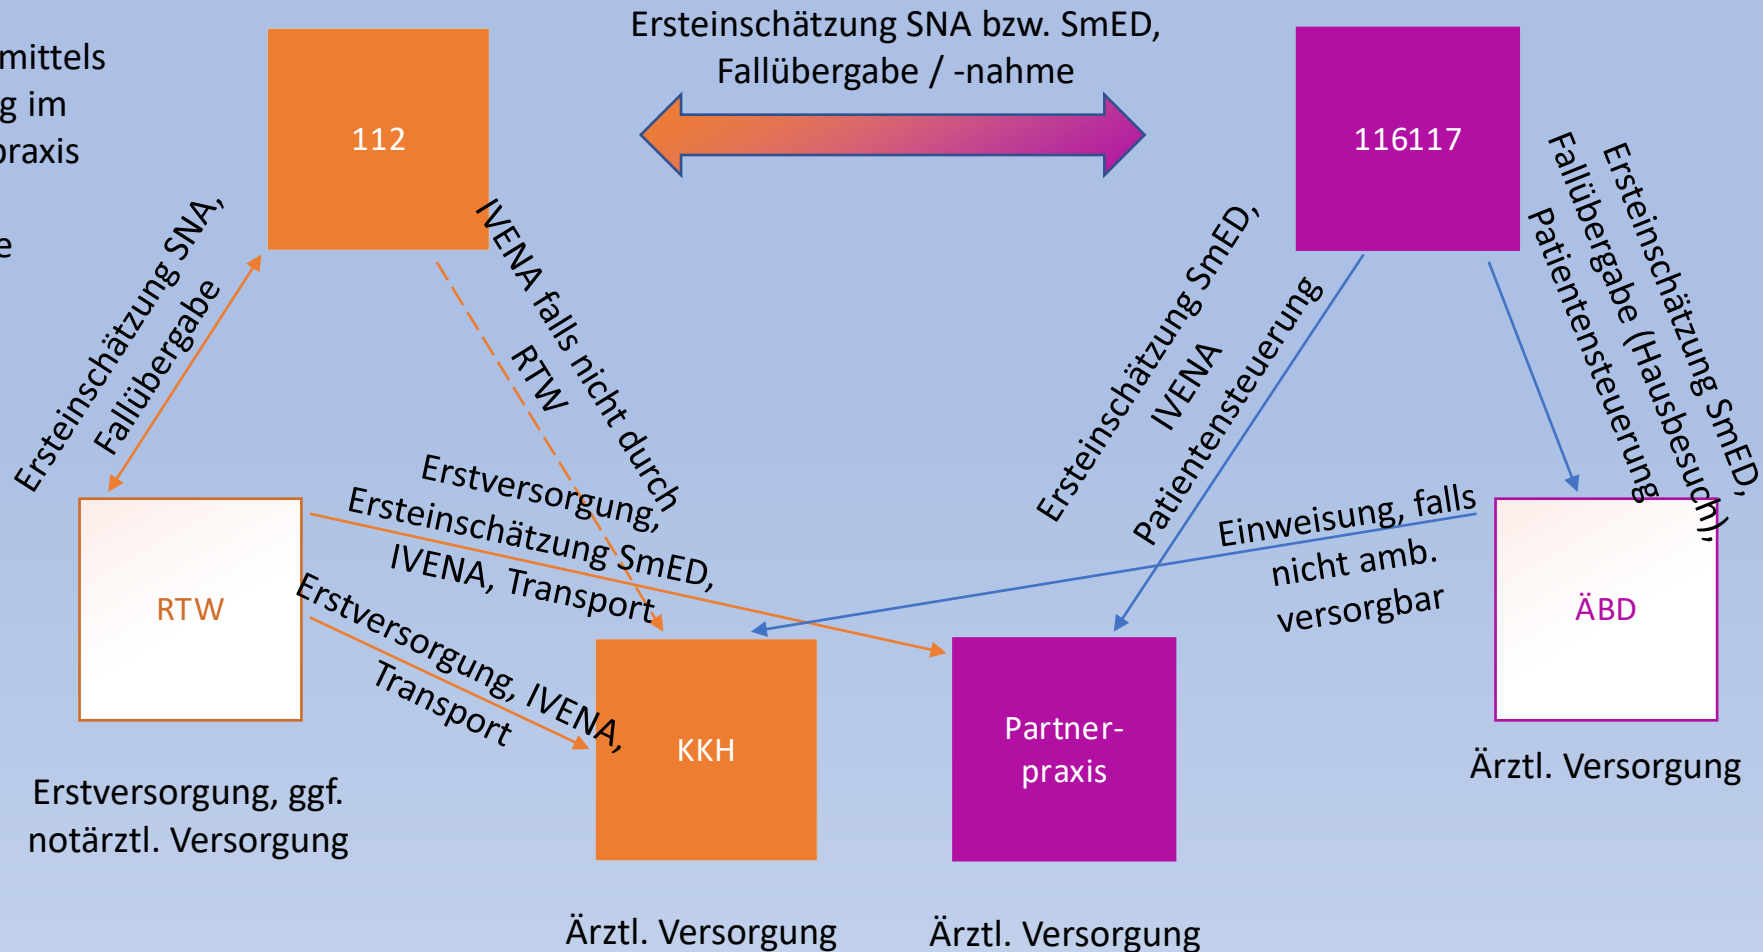 Ersteinschätzung SNA bzw. SmED,
Fallübergabe / -nahme
mittels
g im
praxis
e
112
116117
Ersteinschätzung SNA,
Fallübergabe
IVENA falls nicht durch
RTW
Ersteinschätzung SmED,
IVENA
Patientensteuerung
Ersteinschätzung SmED,
Fallübergabe (Hausbesuch),
Patientensteuerung
Erstversorgung,
Ersteinschätzung SmED,
IVENA, Transport
Einweisung, falls
nicht amb.
versorgbar
RTW
Erstversorgung, IVENA,
Transport
KKH
Partner-
praxis
ÄBD
Erstversorgung, ggf.
notärztl. Versorgung
Ärztl. Versorgung
Ärztl. Versorgung
Ärztl. Versorgung